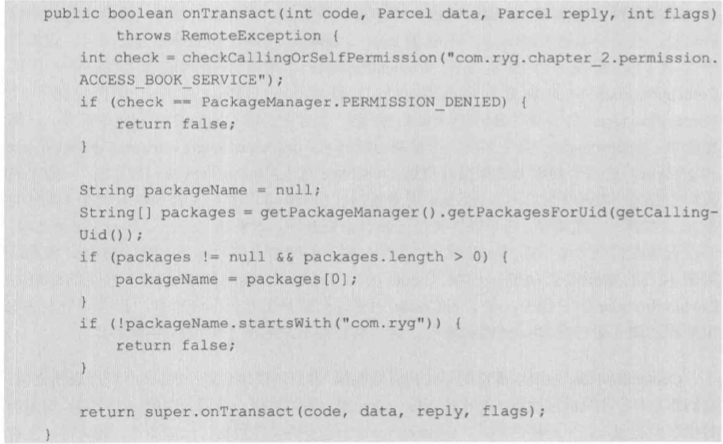 public boolean onTransact(int code, Parcel data, Parcel reply, int flags)
throws RemoteException {
int check = checkCallingOrSelfPermission("com.ryg.chapter_2.permission.
ACCESS_BOOK_SERVICE");
if (check == PackageManager.PERMISSION_DENIED) {
return false;
}
String packageName = null;
String[] packages = getPackageManager().getPackagesForUid(getCalling-
Uid());
if (packages != null && packages.length > 0)
packageName = packages[0];
}
if (!packageName.startsWith("com.ryg")) {
return false;
}
return super.onTransact(code, data, reply, flags);
}